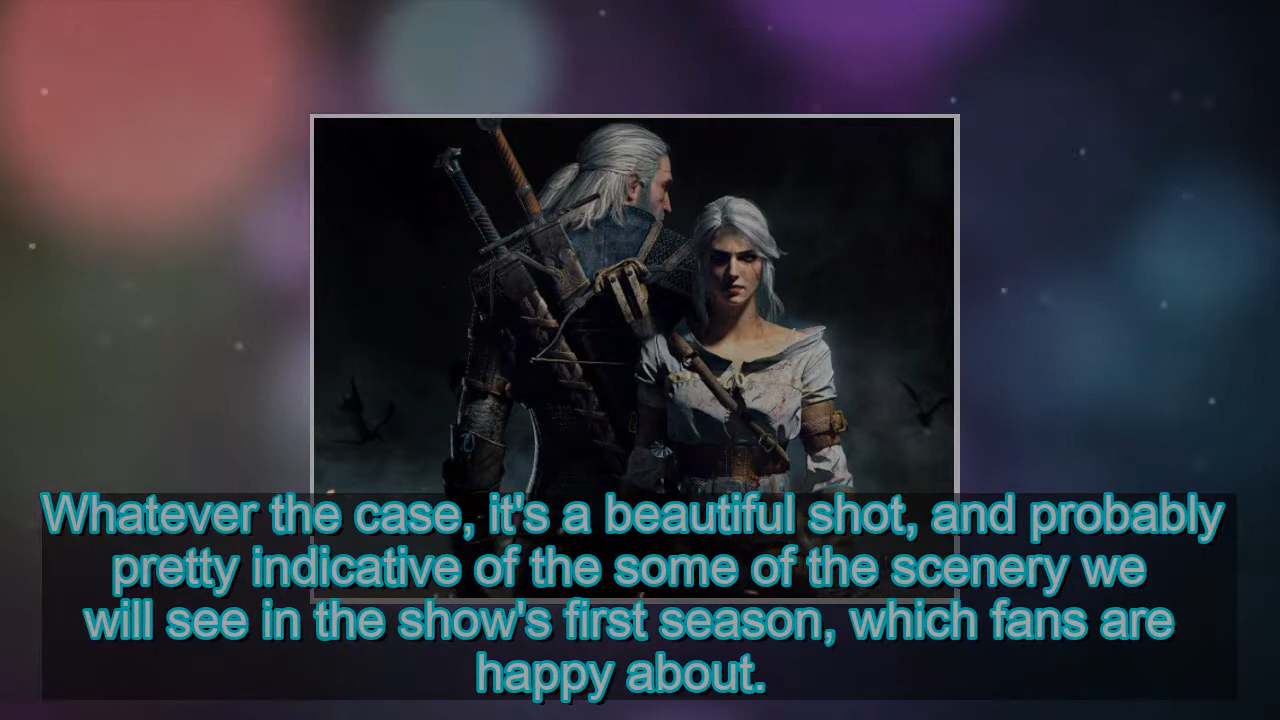 Whatever the case, it's a beautiful shot, and probably
pretty indicative of the some of the scenery we
will see in the show's first season, which fans are
happy about.